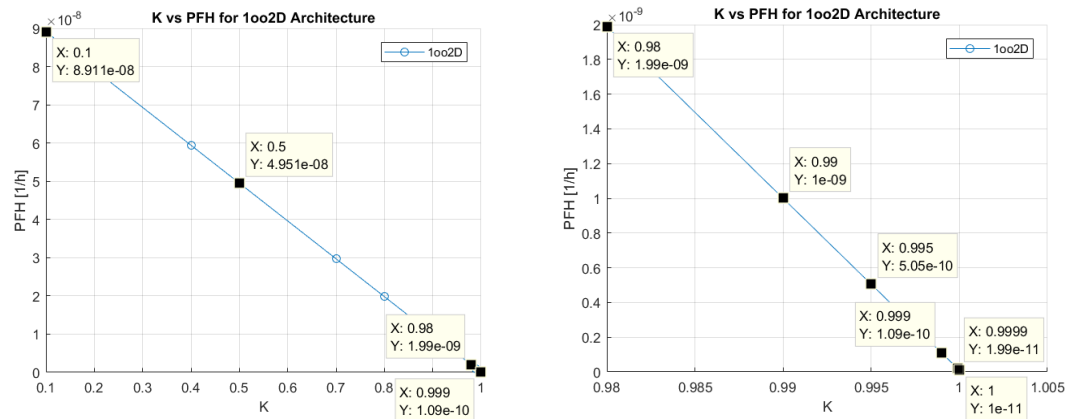 K vs PFH for 1oo2D Architecture
×10^-8
9
8
7
6
5
4
3
2
1
0
PFH [1/h]
1oo2D
X: 0.1
Y: 8.911e-08
X: 0.5
Y: 4.951e-08
X: 0.98
Y: 1.99e-09
X: 0.999
Y: 1.09e-10
0.1 0.2 0.3 0.4 0.5 0.6 0.7 0.8 1
K
K vs PFH for 1oo2D Architecture
×10^-9
2
1.8
1.6
1.4
1.2
1
0.8
0.6
0.4
0.2
0
PFH [1/h]
1oo2D
X: 0.98
Y: 1.99e-09
X: 0.99
Y: 1e-09
X: 0.995
Y: 5.05e-10
X: 0.999
Y: 1.09e-10
X: 0.9999
Y: 1.99e-11
X: 1
Y: 1e-11
0.98 0.985 0.99 0.995 1 1.005
K